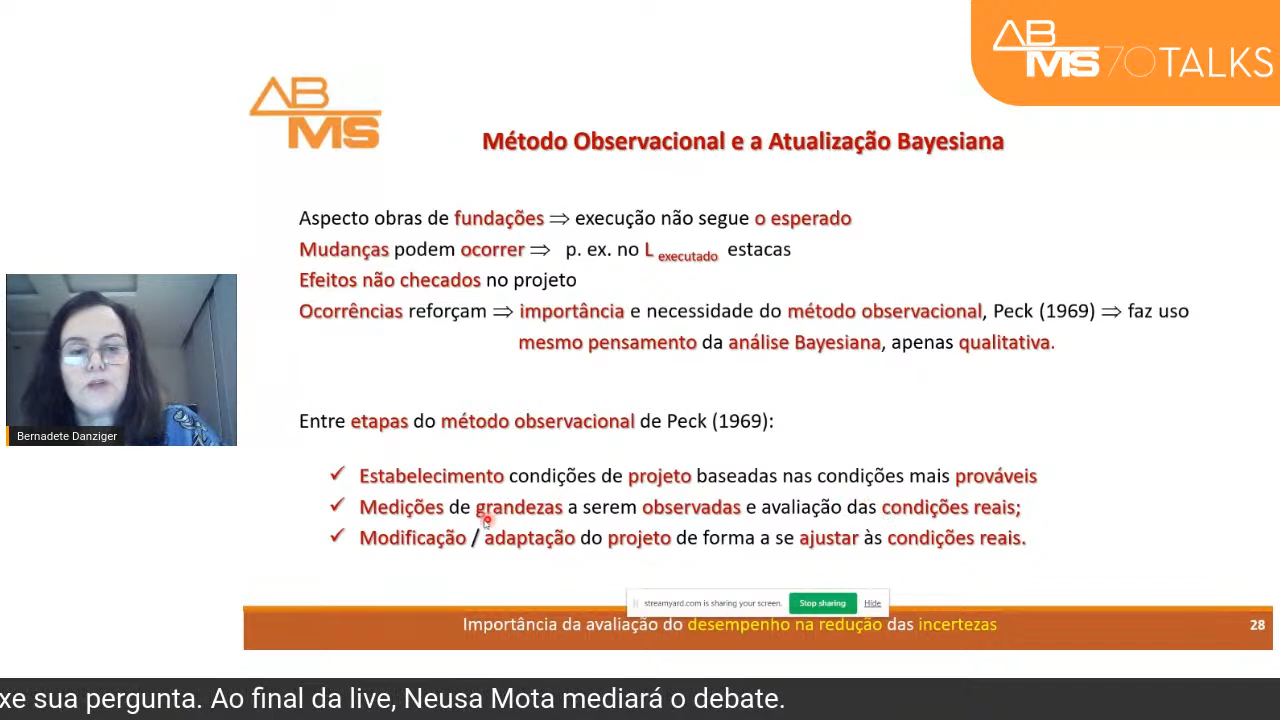 ABMS 70 TALKS
ABMS
Método Observacional e a Atualização Bayesiana
Aspecto obras de fundações ⇒ execução não segue o esperado
Mudanças podem ocorrer ⇒ p. ex. no L executado estacas
Efeitos não checados no projeto
Ocorrências reforçam ⇒ importância e necessidade do método observacional, Peck (1969) ⇒ faz uso
mesmo pensamento da análise Bayesiana, apenas qualitativa.
Entre etapas do método observacional de Peck (1969):
✓ Estabelecimento condições de projeto baseadas nas condições mais prováveis
✓ Medições de grandezas a serem observadas e avaliação das condições reais;
✓ Modificação / adaptação do projeto de forma a se ajustar às condições reais.
Bernadete Danziger
streamyard.com is sharing your screen. Stop sharing Hide
Importância da avaliação do desempenho na redução das incertezas 28
xe sua pergunta. Ao final da live, Neusa Mota mediará o debate.